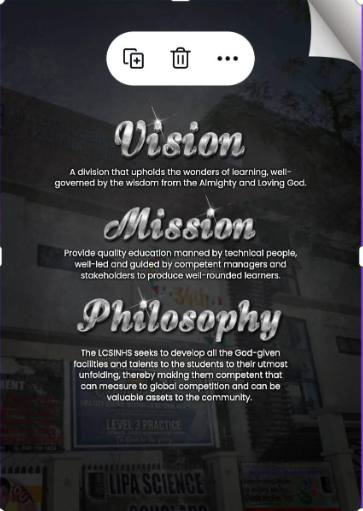 Vision
A division that upholds the wonders of learning, well-
governed by the wisdom from the Almighty and Loving God.
Mission
Provide quality education manned by technical people,
well-led and guided by competent managers and
stakeholders to produce well-rounded learners.
34th
Philosophy
The LCSINHS seeks to develop all the God-given
facilities and talents to the students to their utmost
unfolding, thereby making them competent that
can measure to global competition and can be
valuable assets to the community.
LEVEL 3 PRACTICE
LIPA SCIENCE